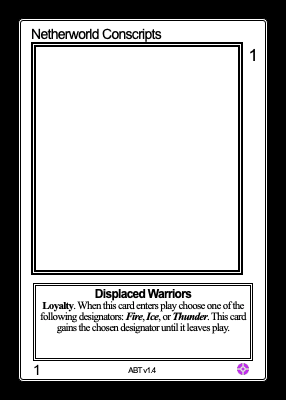 Netherworld Conscripts
1
Displaced Warriors
Loyalty. When this card enters play choose one of the
following designators: Fire, Ice, or Thunder. This card
gains the chosen designator until it leaves play.
1
ABT v1.4